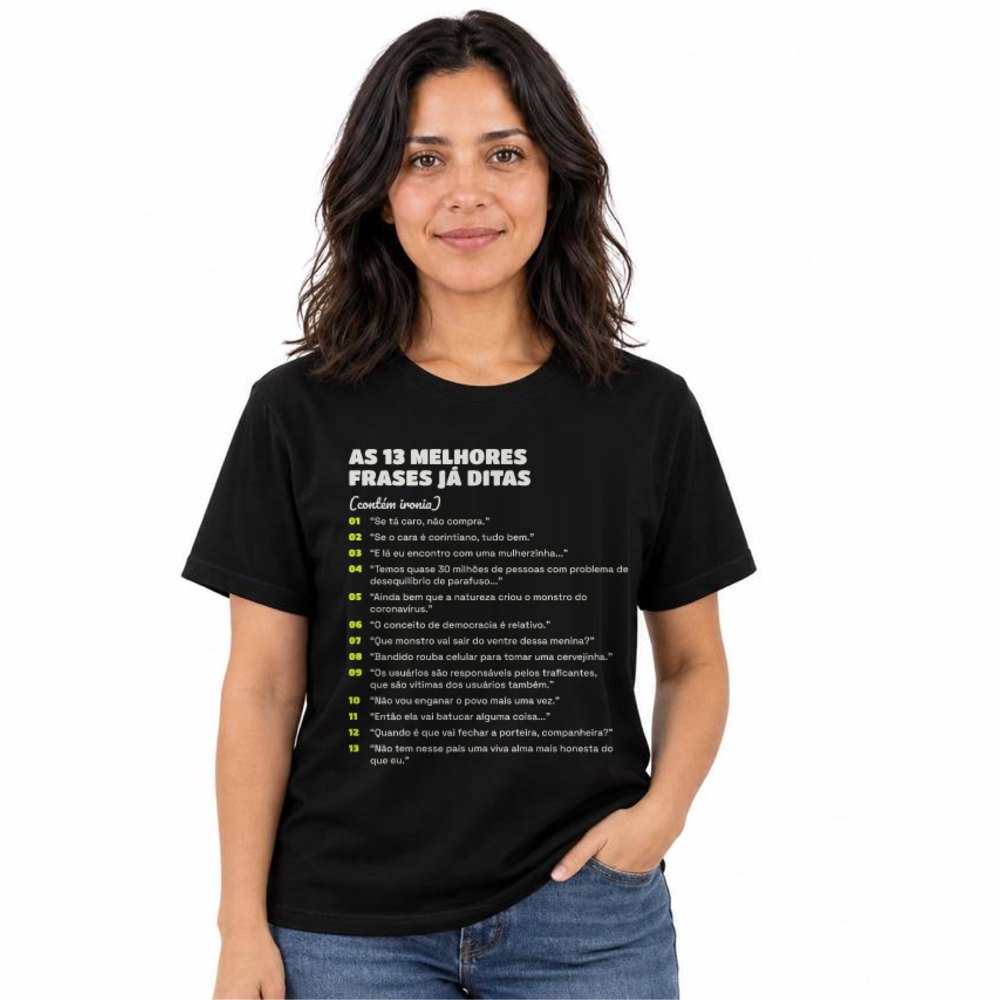 AS 13 MELHORES
FRASES JÁ DITAS
(contém ironia)
01 "Se tá caro, não compra."
02 "Se o cara é corintiano, tudo bem."
03 "E lá eu encontro com uma mulherzinha..."
04 "Temos quase 30 milhões de pessoas com problema de
desequilíbrio de parafuso..."
05 "Ainda bem que a natureza criou o monstro do
coronavírus."
06 "O conceito de democracia é relativo."
07 "Que monstro vai sair do ventre dessa menina?"
08 "Bandido rouba celular para tomar uma cervejinha."
09 "Os usuários são responsáveis pelos traficantes,
que são vítimas dos usuários também."
10 "Não vou enganar o povo mais uma vez."
11 "Então ela vai batucar alguma coisa..."
12 "Quando é que vai fechar a porteira, companheira?"
13 "Não tem nesse país uma viva alma mais honesta do
que eu."